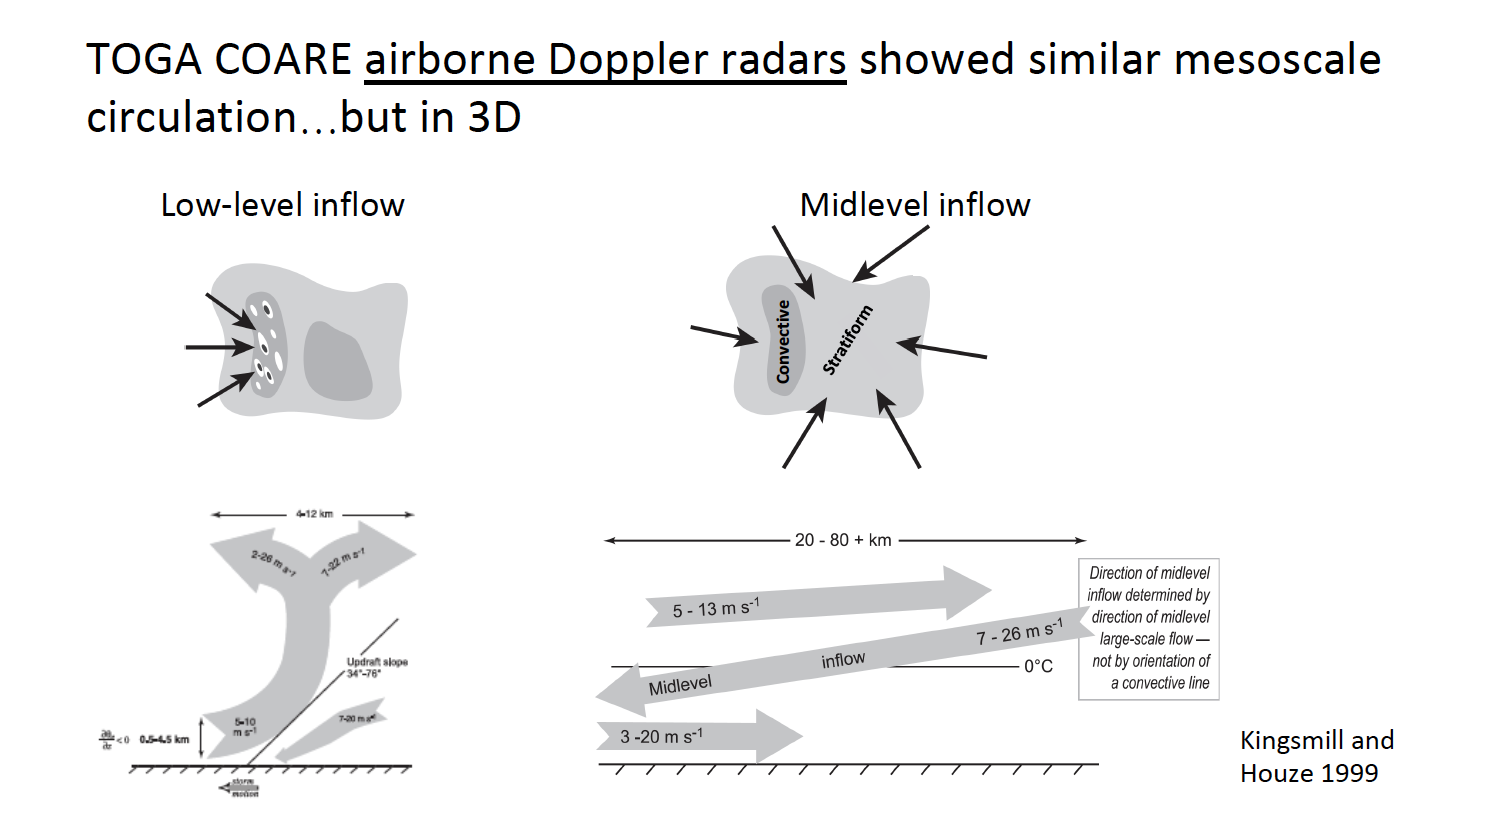 TOGA COARE airborne Doppler radars showed similar mesoscale
circulation…but in 3D
Low-level inflow
Midlevel inflow
Convective
Stratiform
4-12 km
2-26 m s⁻¹
7-22 m s⁻¹
Updraft slope
34°-76°
5-10
m s⁻¹
7-20 m s⁻¹
<0
0.5-4.5 km
storm
motion
20 - 80 + km
5 - 13 m s⁻¹
7 - 26 m s⁻¹
Midlevel inflow
0°C
3 -20 m s⁻¹
Direction of midlevel
inflow determined by
direction of midlevel
large-scale flow —
not by orientation of
a convective line
Kingsmill and
Houze 1999